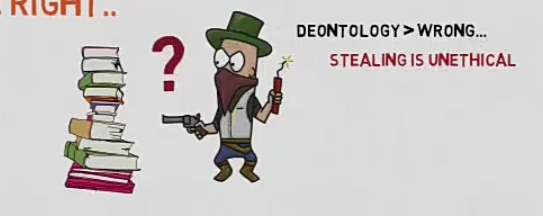 RIGHT..
DEONTOLOGY > WRONG...
STEALING IS UNETHICAL
?